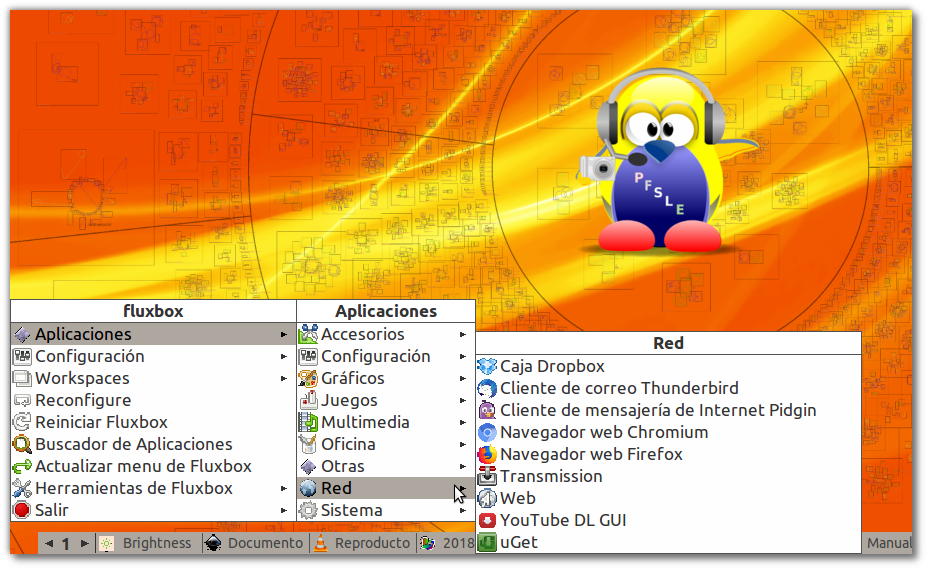 P F S L E
fluxbox
Aplicaciones
Configuración
Workspaces
Reconfigure
Reiniciar Fluxbox
Buscador de Aplicaciones
Actualizar menu de Fluxbox
Herramientas de Fluxbox
Salir
Aplicaciones
Accesorios
Configuración
Gráficos
Juegos
Multimedia
Oficina
Otras
Red
Sistema
Red
Caja Dropbox
Cliente de correo Thunderbird
Cliente de mensajería de Internet Pidgin
Navegador web Chromium
Navegador web Firefox
Transmission
Web
YouTube DL GUI
uGet
1 Brightness Documento Reproducto 2018 Manual